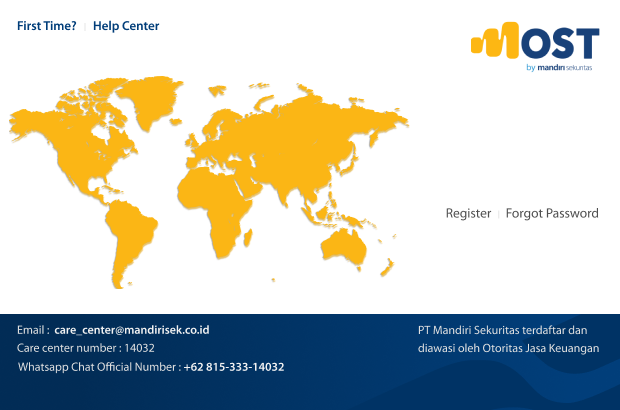 First Time? | Help Center
MOST
by mandiri sekuritas
Register | Forgot Password
Email : care_center@mandirisek.co.id
Care center number : 14032
Whatsapp Chat Official Number : +62 815-333-14032
PT Mandiri Sekuritas terdaftar dan
diawasi oleh Otoritas Jasa Keuangan